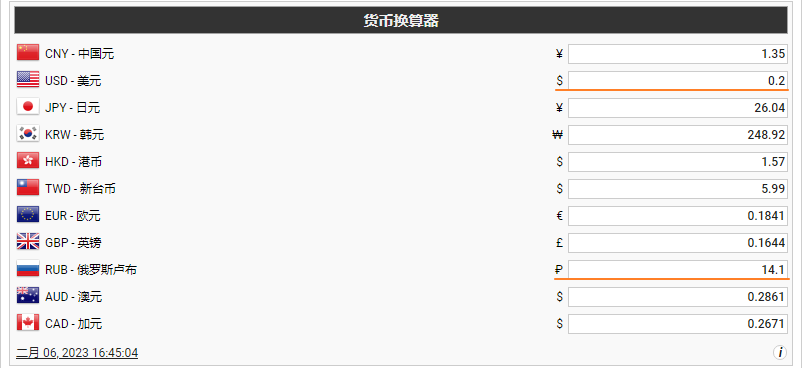 货币换算器
CNY - 中国元 ¥ 1.35
USD - 美元 $ 0.2
JPY - 日元 ¥ 26.04
KRW - 韩元 ₩ 248.92
HKD - 港币 $ 1.57
TWD - 新台币 $ 5.99
EUR - 欧元 € 0.1841
GBP - 英镑 £ 0.1644
RUB - 俄罗斯卢布 ₽ 14.1
AUD - 澳元 $ 0.2861
CAD - 加元 $ 0.2671
二月 06, 2023 16:45:04 i